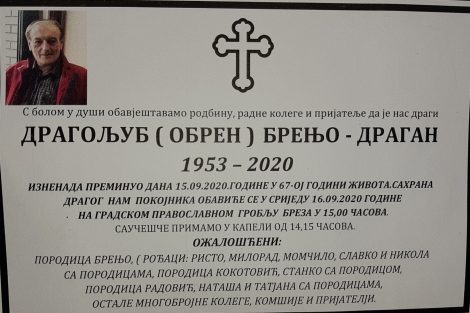 С болом у души обавјештавамо родбину, радне колеге и пријатеље да је нас драги
ДРАГОЉУБ ( ОБРЕН ) БРЕЊО - ДРАГАН
1953 – 2020
ИЗНЕНАДА ПРЕМИНУО ДАНА 15.09.2020.ГОДИНЕ У 67-ОЈ ГОДИНИ ЖИВОТА.САХРАНА
ДРАГОГ НАМ ПОКОЈНИКА ОБАВИЋЕ СЕ У СРИЈЕДУ 16.09.2020 ГОДИНЕ
НА ГРАДСКОМ ПРАВОСЛАВНОМ ГРОБЉУ БРЕЗА У 15,00 ЧАСОВА.
САУЧЕШЋЕ ПРИМАМО У КАПЕЛИ ОД 14,15 ЧАСОВА.
ОЖАЛОШЋЕНИ:
ПОРОДИЦА БРЕЊО, ( РОЂАЦИ: РИСТО, МИЛОРАД, МОМЧИЛО, СЛАВКО И НИКОЛА
СА ПОРОДИЦАМА, ПОРОДИЦА КОКОТОВИЋ, СТАНКО СА ПОРОДИЦОМ,
ПОРОДИЦА РАДОВИЋ, НАТАША И ТАТЈАНА СА ПОРОДИЦАМА,
ОСТАЛЕ МНОГОБРОЈНЕ КОЛЕГЕ, КОМШИЈЕ И ПРИЈАТЕЉИ.